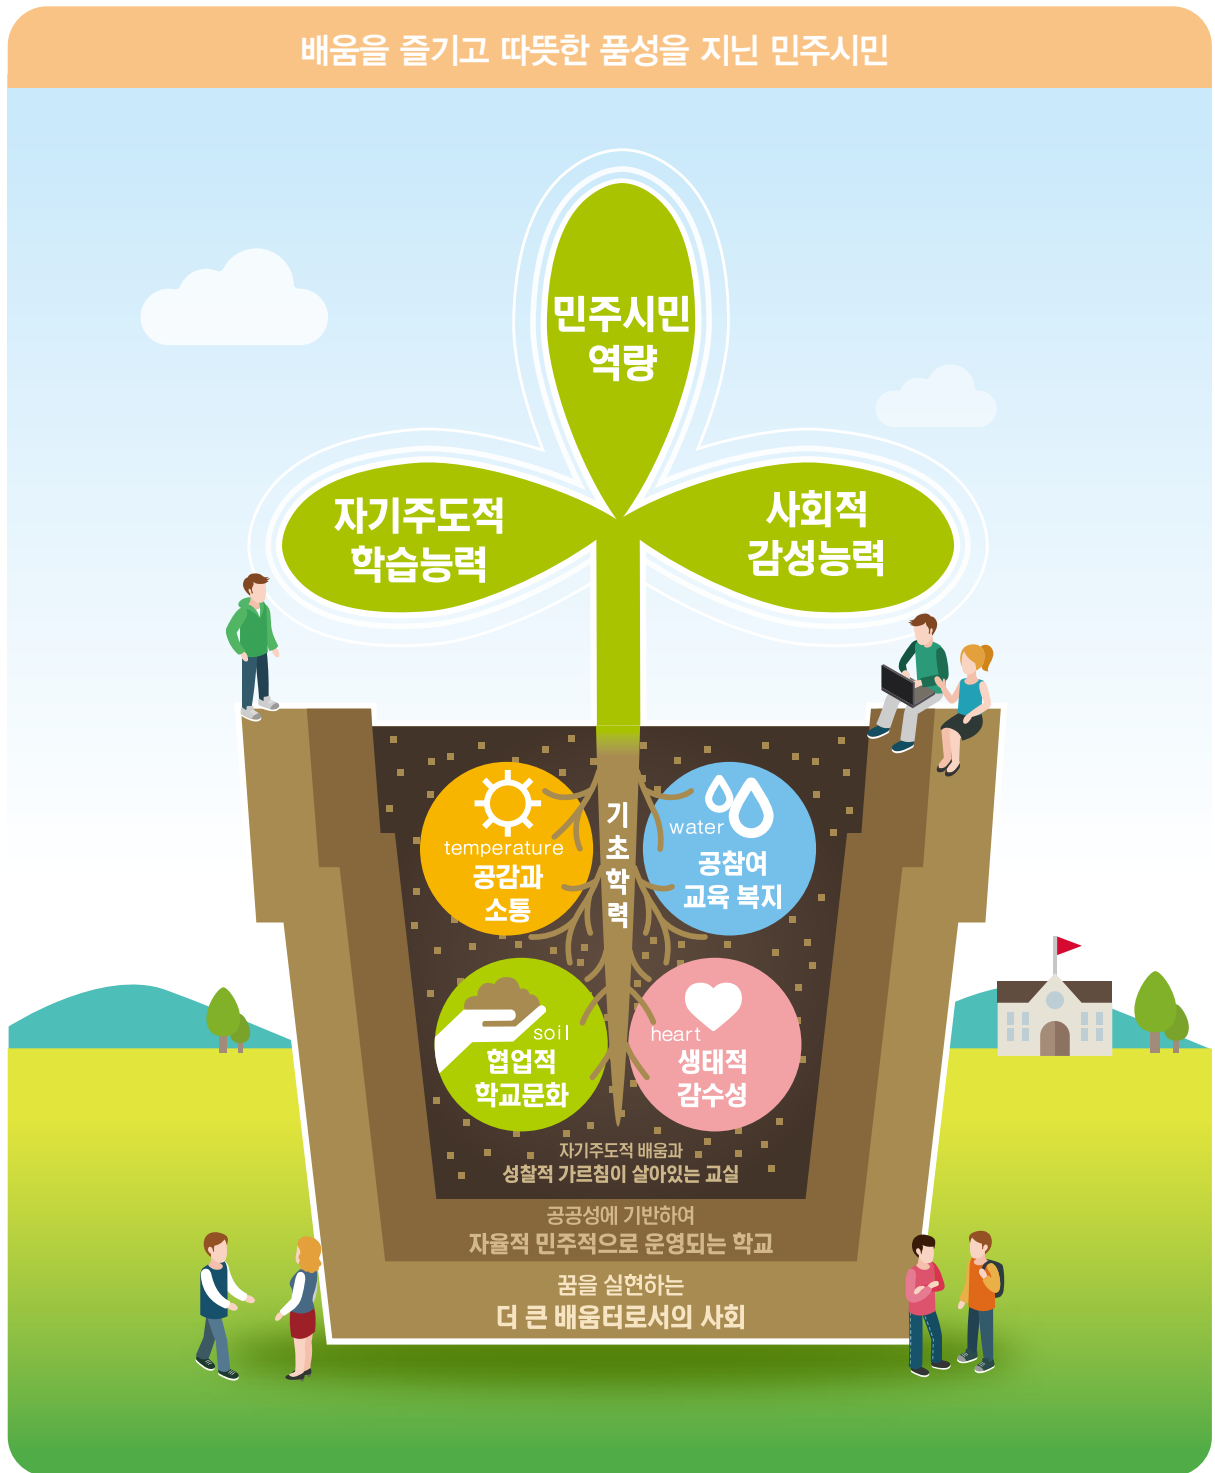 배움을 즐기고 따뜻한 품성을 지닌 민주시민
민주시민
역량
자기주도적
학습능력
사회적
감성능력
기
초
학
력
temperature
공감과
소통
water
공참여
교육 복지
soil
협업적
학교문화
heart
생태적
감수성
자기주도적 배움과
성찰적 가르침이 살아있는 교실
공공성에 기반하여
자율적 민주적으로 운영되는 학교
꿈을 실현하는
더 큰 배움터로서의 사회